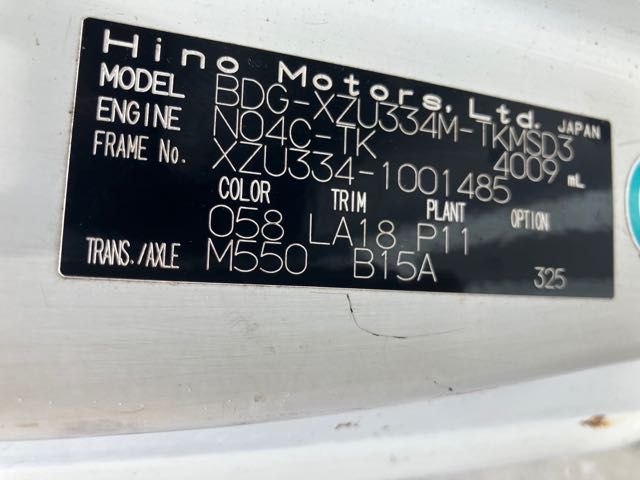 Hino Motors, Ltd. JAPAN
MODEL BDG-XZU334M-TKMSD3
ENGINE N04C-TK 4009 mL
FRAME No. XZU334-1001485
COLOR TRIM PLANT OPTION
058 LA18 P11
TRANS./AXLE M550 B15A 325